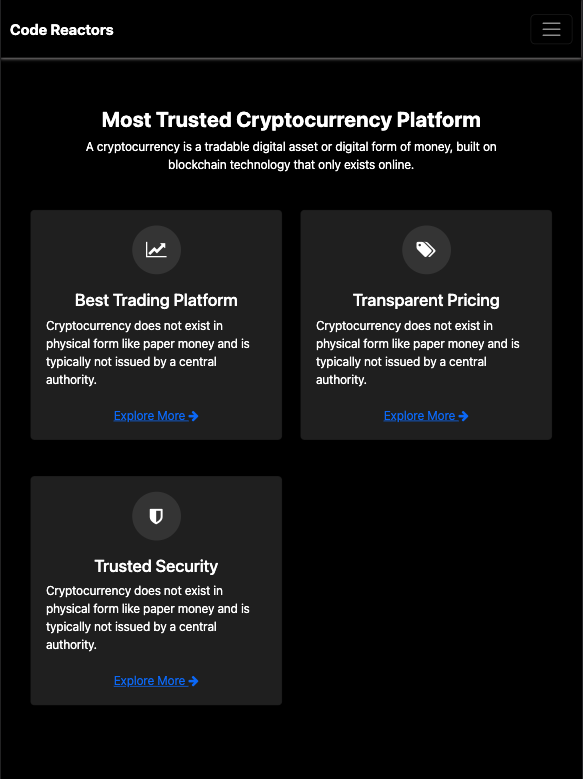 Code Reactors
Most Trusted Cryptocurrency Platform
A cryptocurrency is a tradable digital asset or digital form of money, built on
blockchain technology that only exists online.
Best Trading Platform
Cryptocurrency does not exist in
physical form like paper money and is
typically not issued by a central
authority.
Explore More
Transparent Pricing
Cryptocurrency does not exist in
physical form like paper money and is
typically not issued by a central
authority.
Explore More
Trusted Security
Cryptocurrency does not exist in
physical form like paper money and is
typically not issued by a central
authority.
Explore More